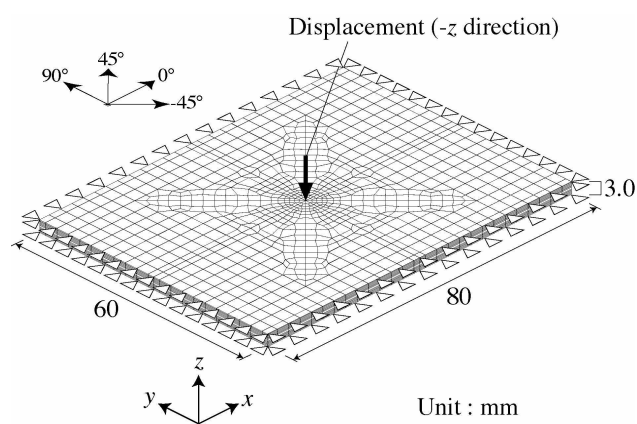 Displacement (-z direction)
45°
90°
0°
-45°
3.0
60
80
z
y
x
Unit : mm